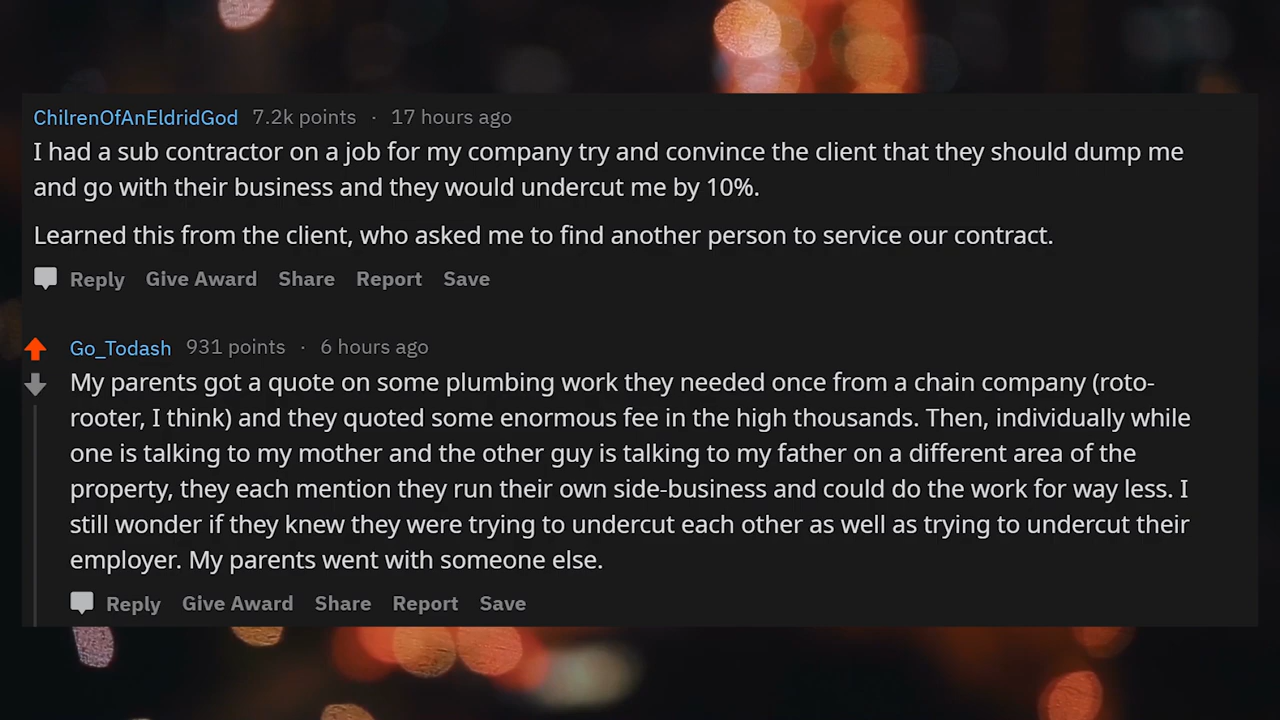 ChilrenOfAnEldridGod 7.2k points · 17 hours ago
I had a sub contractor on a job for my company try and convince the client that they should dump me
and go with their business and they would undercut me by 10%.
Learned this from the client, who asked me to find another person to service our contract.
Reply Give Award Share Report Save
Go_Todash 931 points · 6 hours ago
My parents got a quote on some plumbing work they needed once from a chain company (roto-
rooter, I think) and they quoted some enormous fee in the high thousands. Then, individually while
one is talking to my mother and the other guy is talking to my father on a different area of the
property, they each mention they run their own side-business and could do the work for way less. I
still wonder if they knew they were trying to undercut each other as well as trying to undercut their
employer. My parents went with someone else.
Reply Give Award Share Report Save